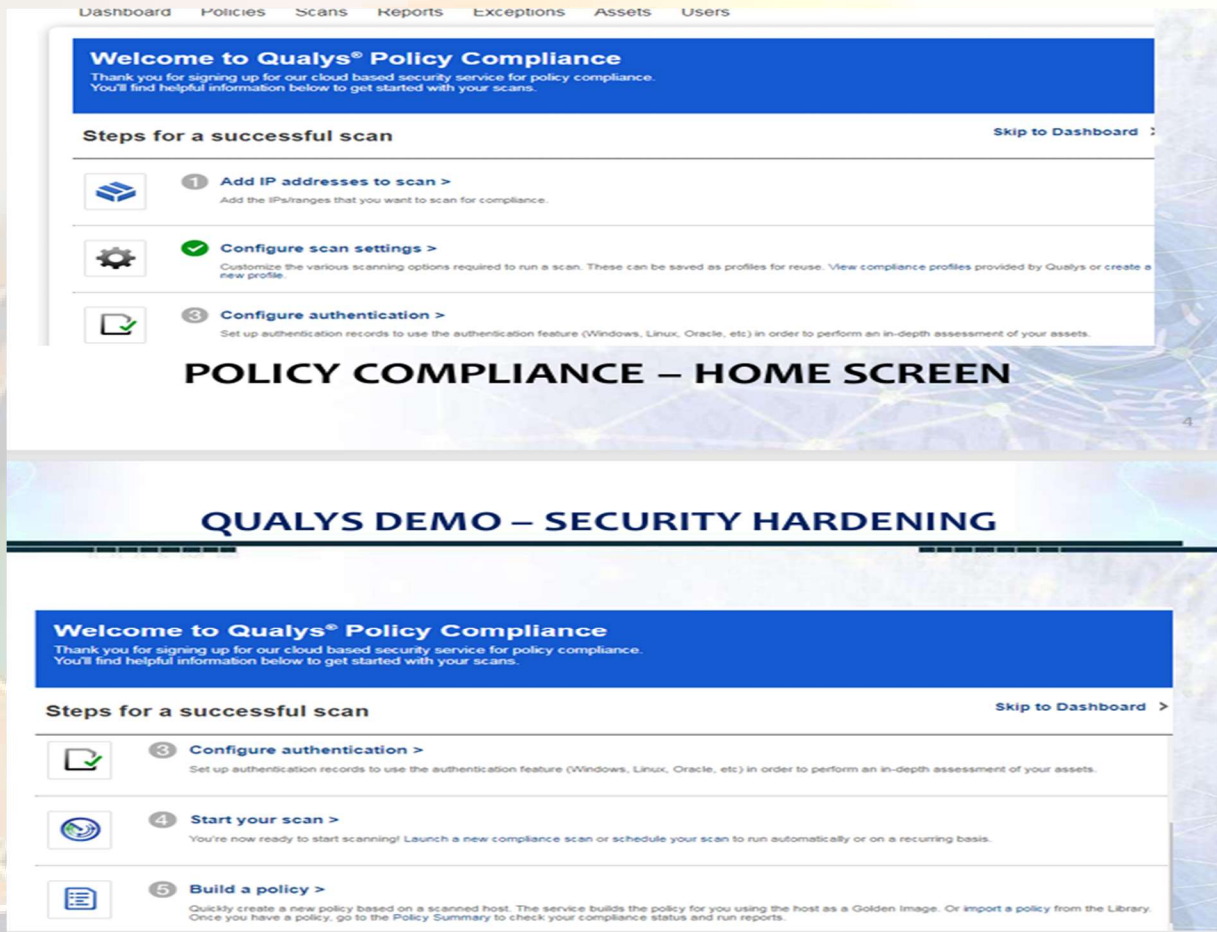 Dashboard Policies Scans Reports Exceptions Assets Users
Welcome to Qualys® Policy Compliance
Thank you for signing up for our cloud based security service for policy compliance.
You'll find helpful information below to get started with your scans.
Steps for a successful scan
Skip to Dashboard >
1 Add IP addresses to scan >
Add the IPs/ranges that you want to scan for compliance.
Configure scan settings >
Customize the various scanning options required to run a scan. These can be saved as profiles for reuse. View compliance profiles provided by Qualys or create a
new profile.
3 Configure authentication >
Set up authentication records to use the authentication feature (Windows, Linux, Oracle, etc) in order to perform an in-depth assessment of your assets.
POLICY COMPLIANCE – HOME SCREEN
4
QUALYS DEMO – SECURITY HARDENING
Welcome to Qualys® Policy Compliance
Thank you for signing up for our cloud based security service for policy compliance.
You'll find helpful information below to get started with your scans.
Steps for a successful scan
Skip to Dashboard >
3 Configure authentication >
Set up authentication records to use the authentication feature (Windows, Linux, Oracle, etc) in order to perform an in-depth assessment of your assets.
4 Start your scan >
You're now ready to start scanning! Launch a new compliance scan or schedule your scan to run automatically or on a recurring basis.
5 Build a policy >
Quickly create a new policy based on a scanned host. The service builds the policy for you using the host as a Golden Image. Or import a policy from the Library.
Once you have a policy, go to the Policy Summary to check your compliance status and run reports.